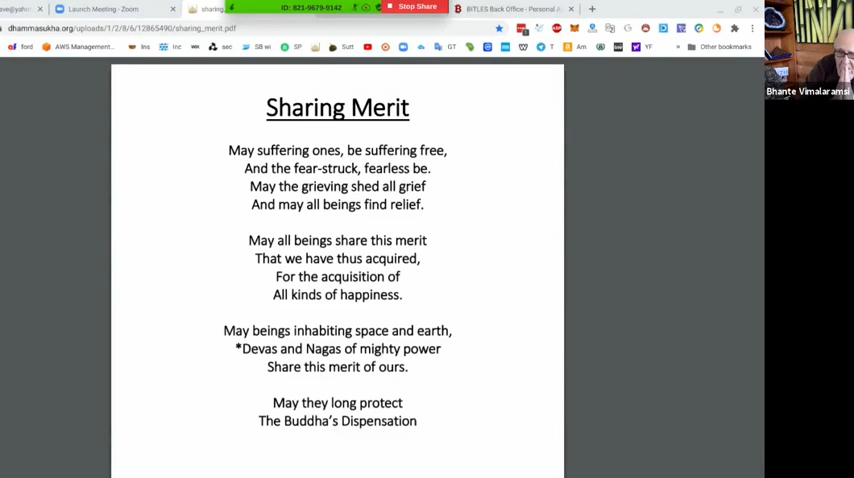 ave@yahoo
Launch Meeting - Zoom
sharing_
ID: 821-9679-9142
Stop Share
BITLES Back Office - Personal A
dhammasukha.org/uploads/1/2/8/6/12865490/sharing_merit.pdf
ford
AWS Management...
Ins
Inc
WX
sec
SB wi
SP
Sutt
GT
T
Am
YF
Other bookmarks
Bhante Vimalaramsi
Sharing Merit
May suffering ones, be suffering free,
And the fear-struck, fearless be.
May the grieving shed all grief
And may all beings find relief.
May all beings share this merit
That we have thus acquired,
For the acquisition of
All kinds of happiness.
May beings inhabiting space and earth,
*Devas and Nagas of mighty power
Share this merit of ours.
May they long protect
The Buddha's Dispensation